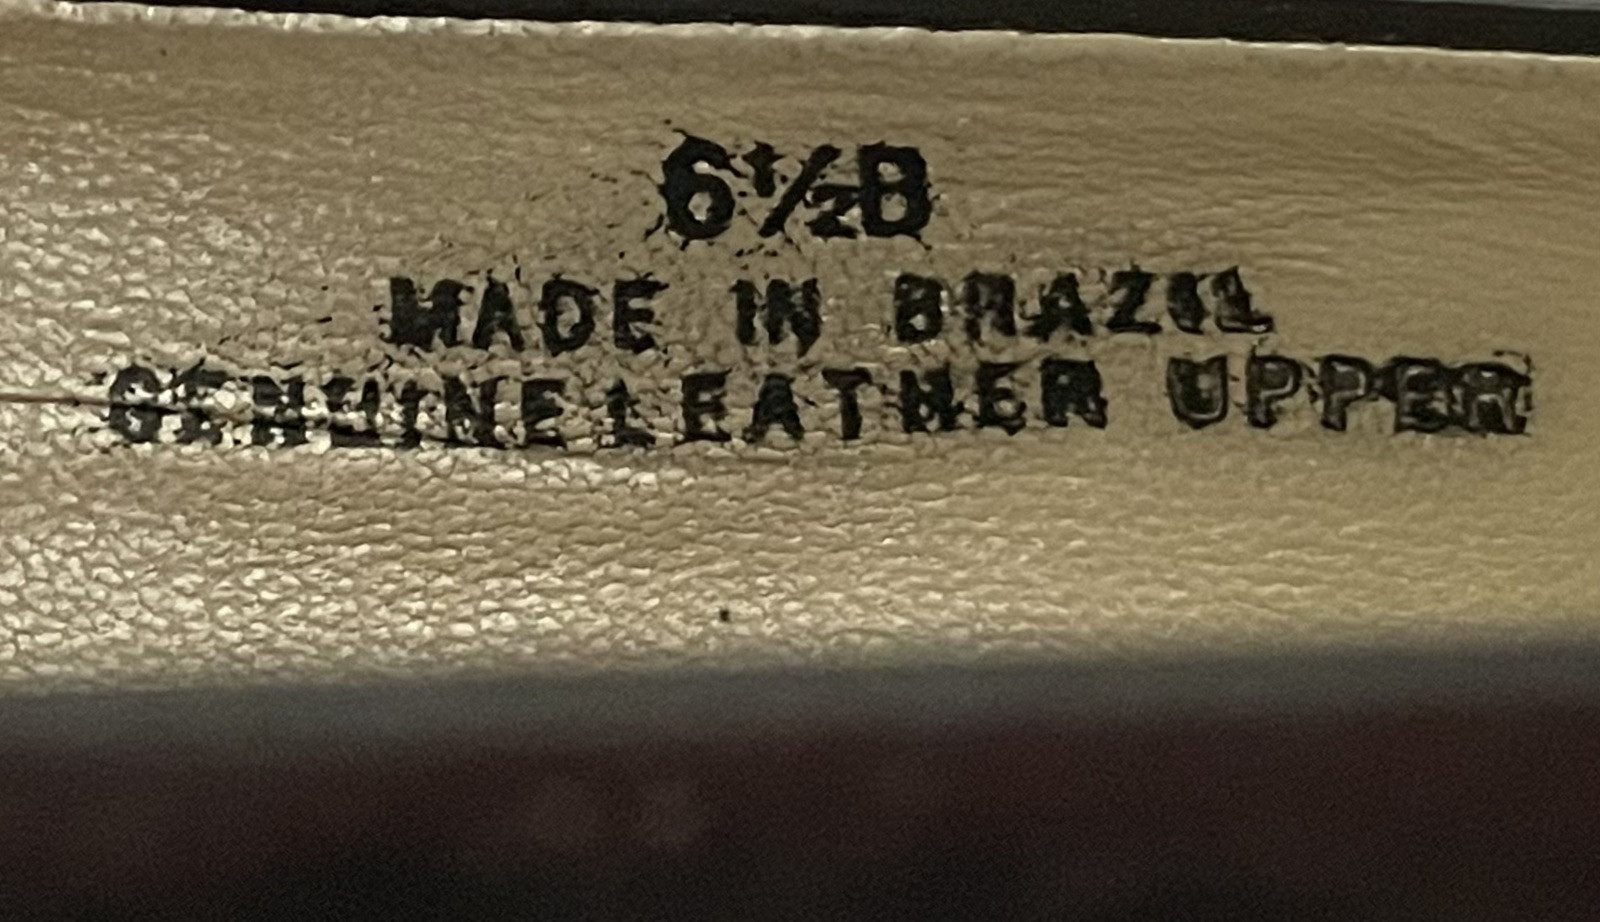 6½B
MADE IN BRAZIL
GENUINE LEATHER UPPER